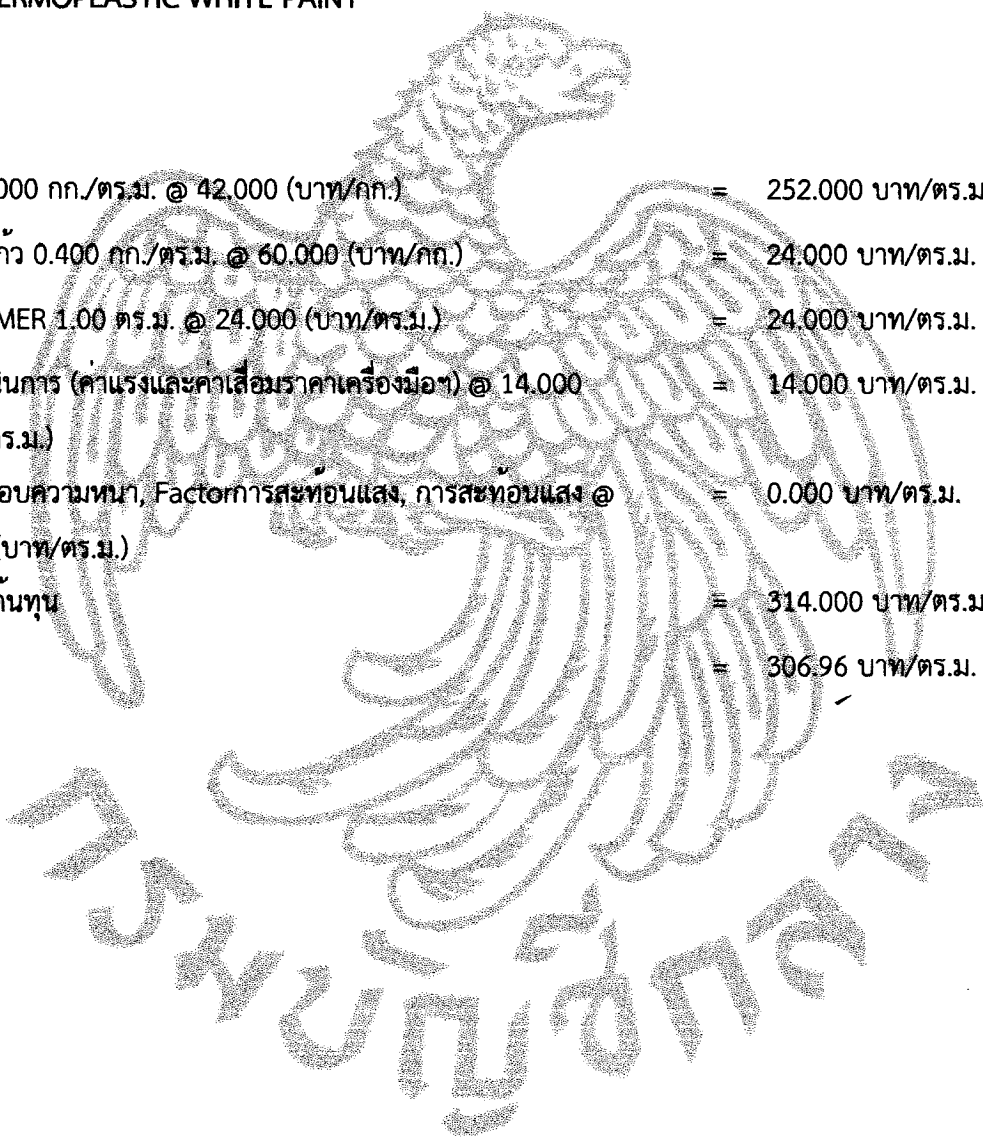 ERMOPLASTIC WHITE PAINT
000 กก./ตร.ม. @ 42.000 (บาท/กก.) = 252.000 บาท/ตร.ม
แก้ว 0.400 กก./ตร.ม. @ 60.000 (บาท/กก.) = 24.000 บาท/ตร.ม.
MER 1.00 ตร.ม. @ 24.000 (บาท/ตร.ม.) = 24.000 บาท/ตร.ม.
นินการ (ค่าแรงและค่าเสื่อมราคาเครื่องมือฯ) @ 14.000 = 14.000 บาท/ตร.ม.
ตร.ม.)
อบความหนา, Factorการสะท้อนแสง, การสะท้อนแสง @ = 0.000 บาท/ตร.ม.
(บาท/ตร.ม.)
ต้นทุน = 314.000 บาท/ตร.ม
= 306.96 บาท/ตร.ม.
กรมบัญชีกลาง